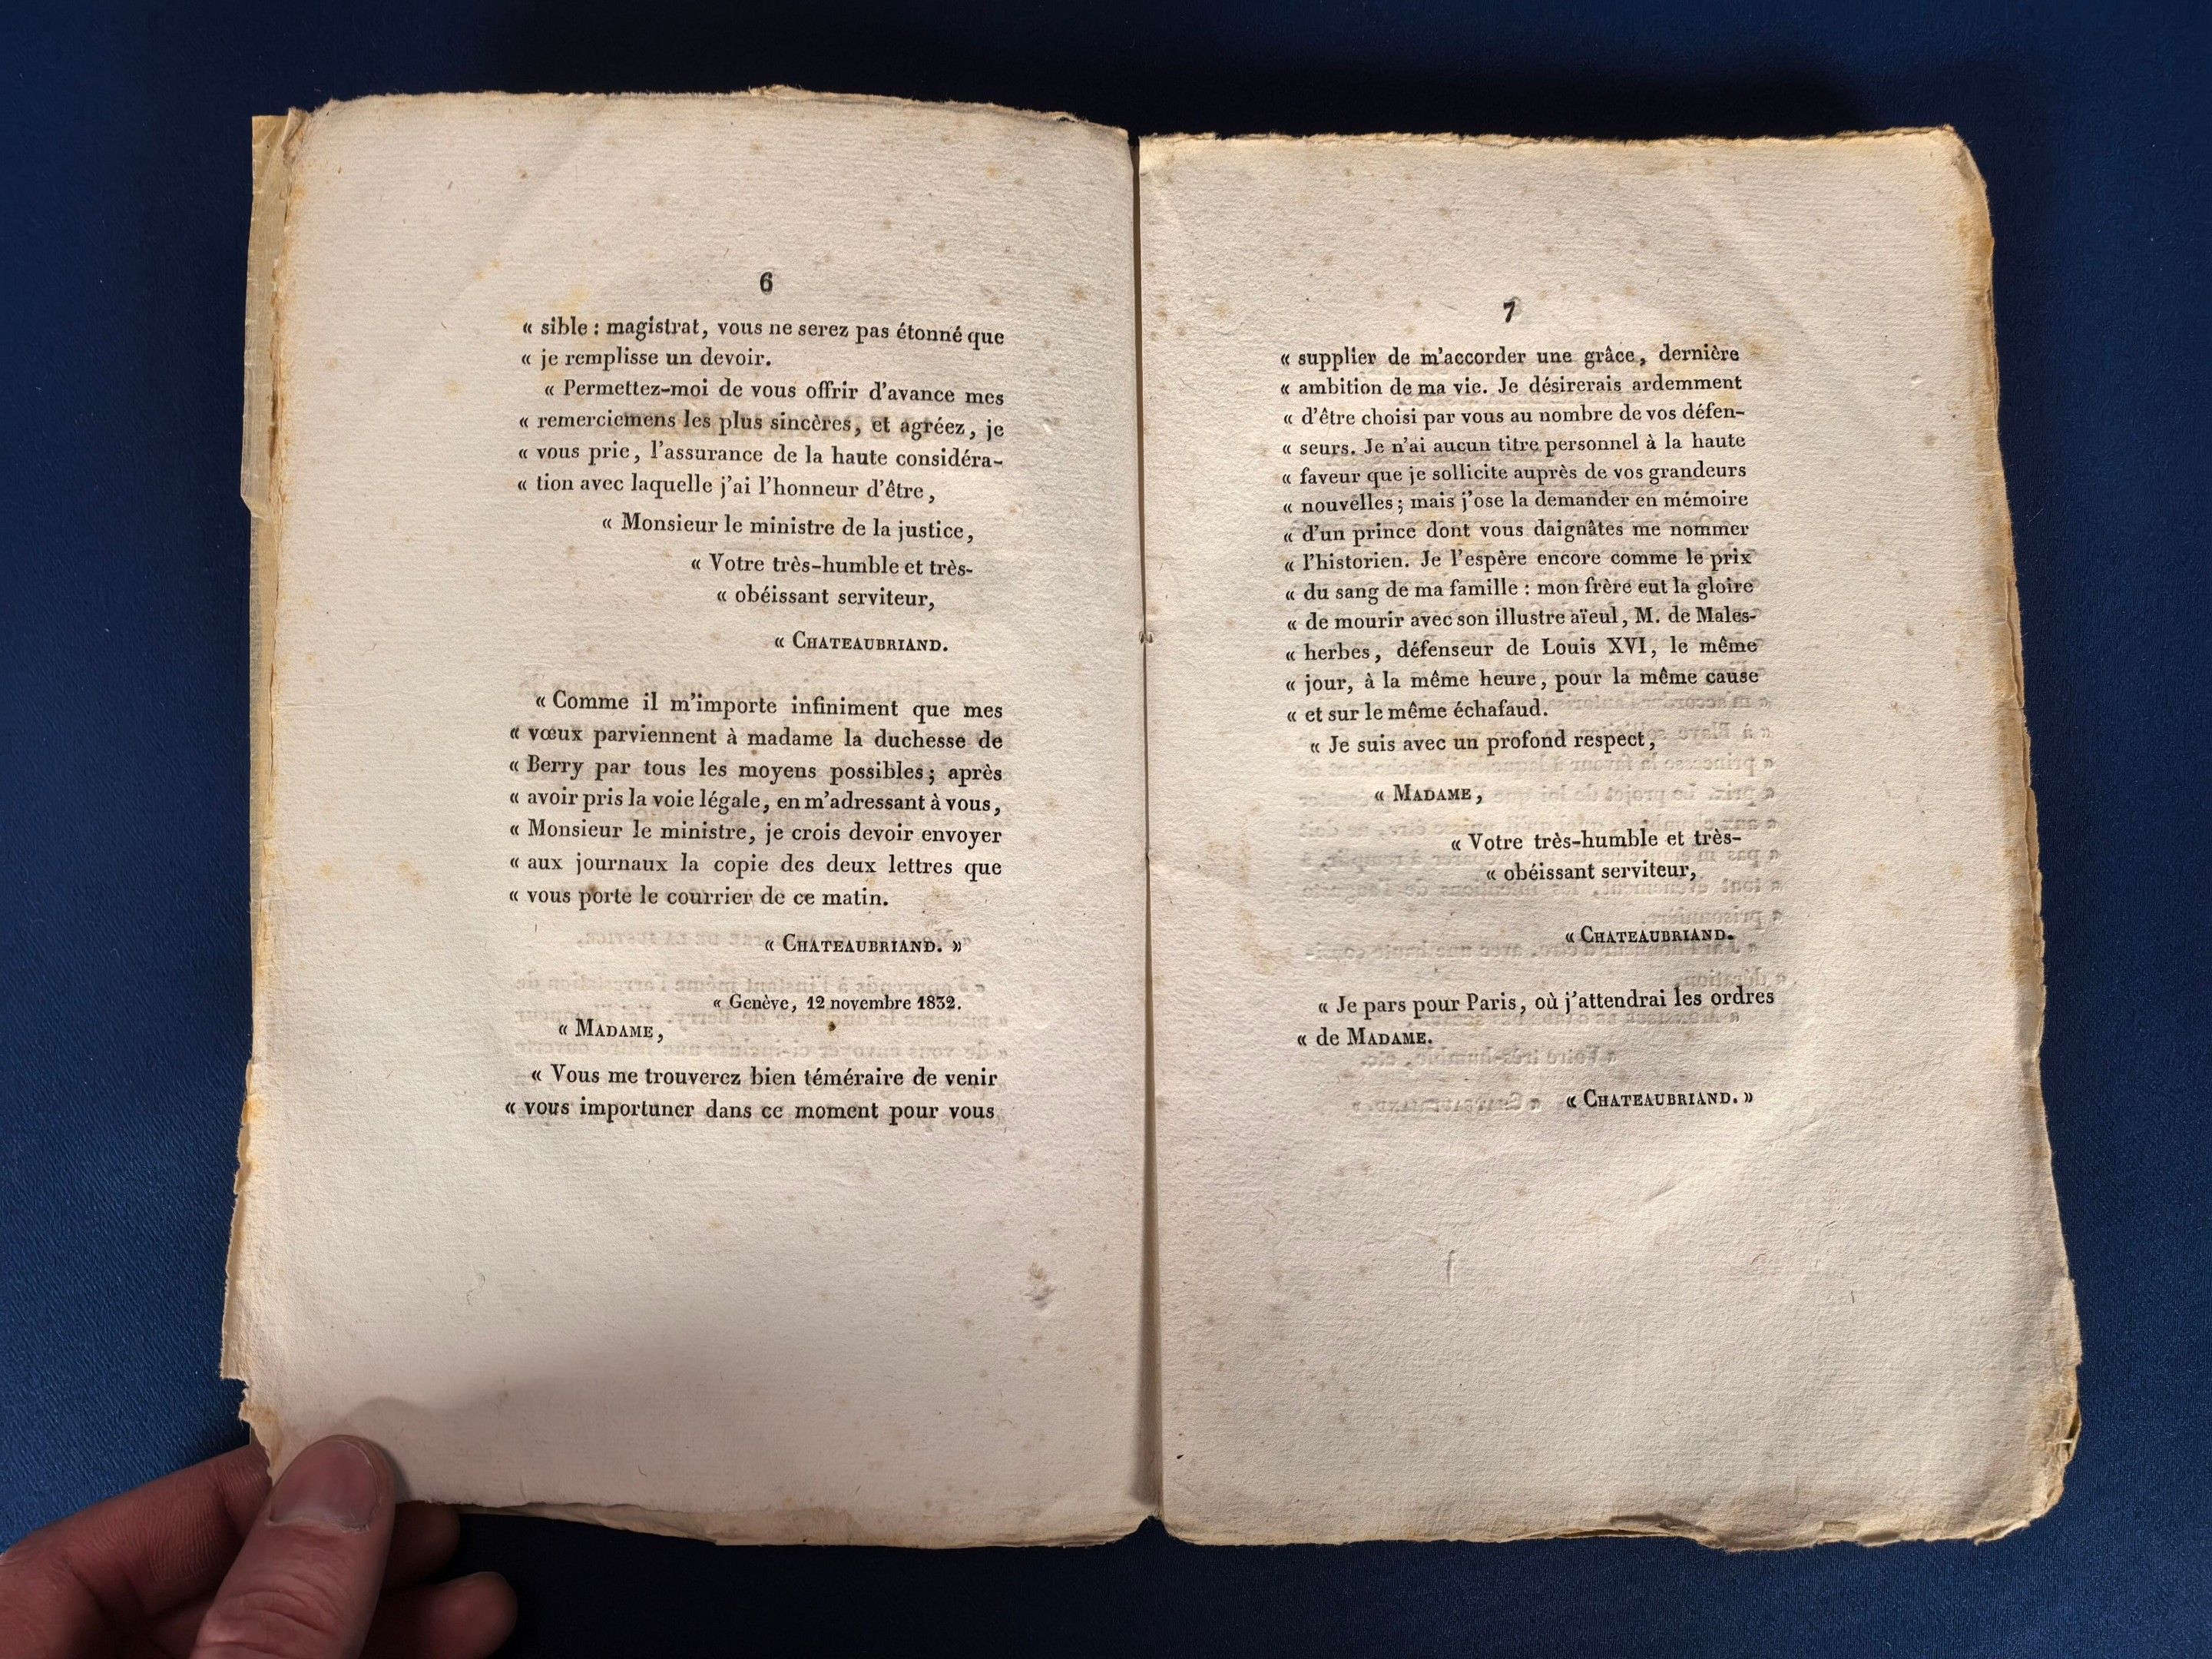 6
« sible : magistrat, vous ne serez pas étonné que
« je remplisse un devoir.
« Permettez-moi de vous offrir d'avance mes
« remerciemens les plus sincères, et agréez, je
« vous prie, l'assurance de la haute considéra-
« tion avec laquelle j'ai l'honneur d'être,
« Monsieur le ministre de la justice,
« Votre très-humble et très-
« obéissant serviteur,
« CHATEAUBRIAND.
« Comme il m'importe infiniment que mes
« vœux parviennent à madame la duchesse de
« Berry par tous les moyens possibles ; après
« avoir pris la voie légale, en m'adressant à vous,
« Monsieur le ministre, je crois devoir envoyer
« aux journaux la copie des deux lettres que
« vous porte le courrier de ce matin.
« CHATEAUBRIAND. »
« Genève, 12 novembre 1832.
« MADAME,
« Vous me trouverez bien téméraire de venir
« vous importuner dans ce moment pour vous
7
« supplier de m'accorder une grâce, dernière
« ambition de ma vie. Je désirerais ardemment
« d'être choisi par vous au nombre de vos défen-
« seurs. Je n'ai aucun titre personnel à la haute
« faveur que je sollicite auprès de vos grandeurs
« nouvelles ; mais j'ose la demander en mémoire
« d'un prince dont vous daignâtes me nommer
« l'historien. Je l'espère encore comme le prix
« du sang de ma famille : mon frère eut la gloire
« de mourir avec son illustre aïeul, M. de Males-
« herbes, défenseur de Louis XVI, le même
« jour, à la même heure, pour la même cause
« et sur le même échafaud.
« Je suis avec un profond respect,
« MADAME,
« Votre très-humble et très-
« obéissant serviteur,
« CHATEAUBRIAND.
« Je pars pour Paris, où j'attendrai les ordres
« de MADAME.
« CHATEAUBRIAND. »